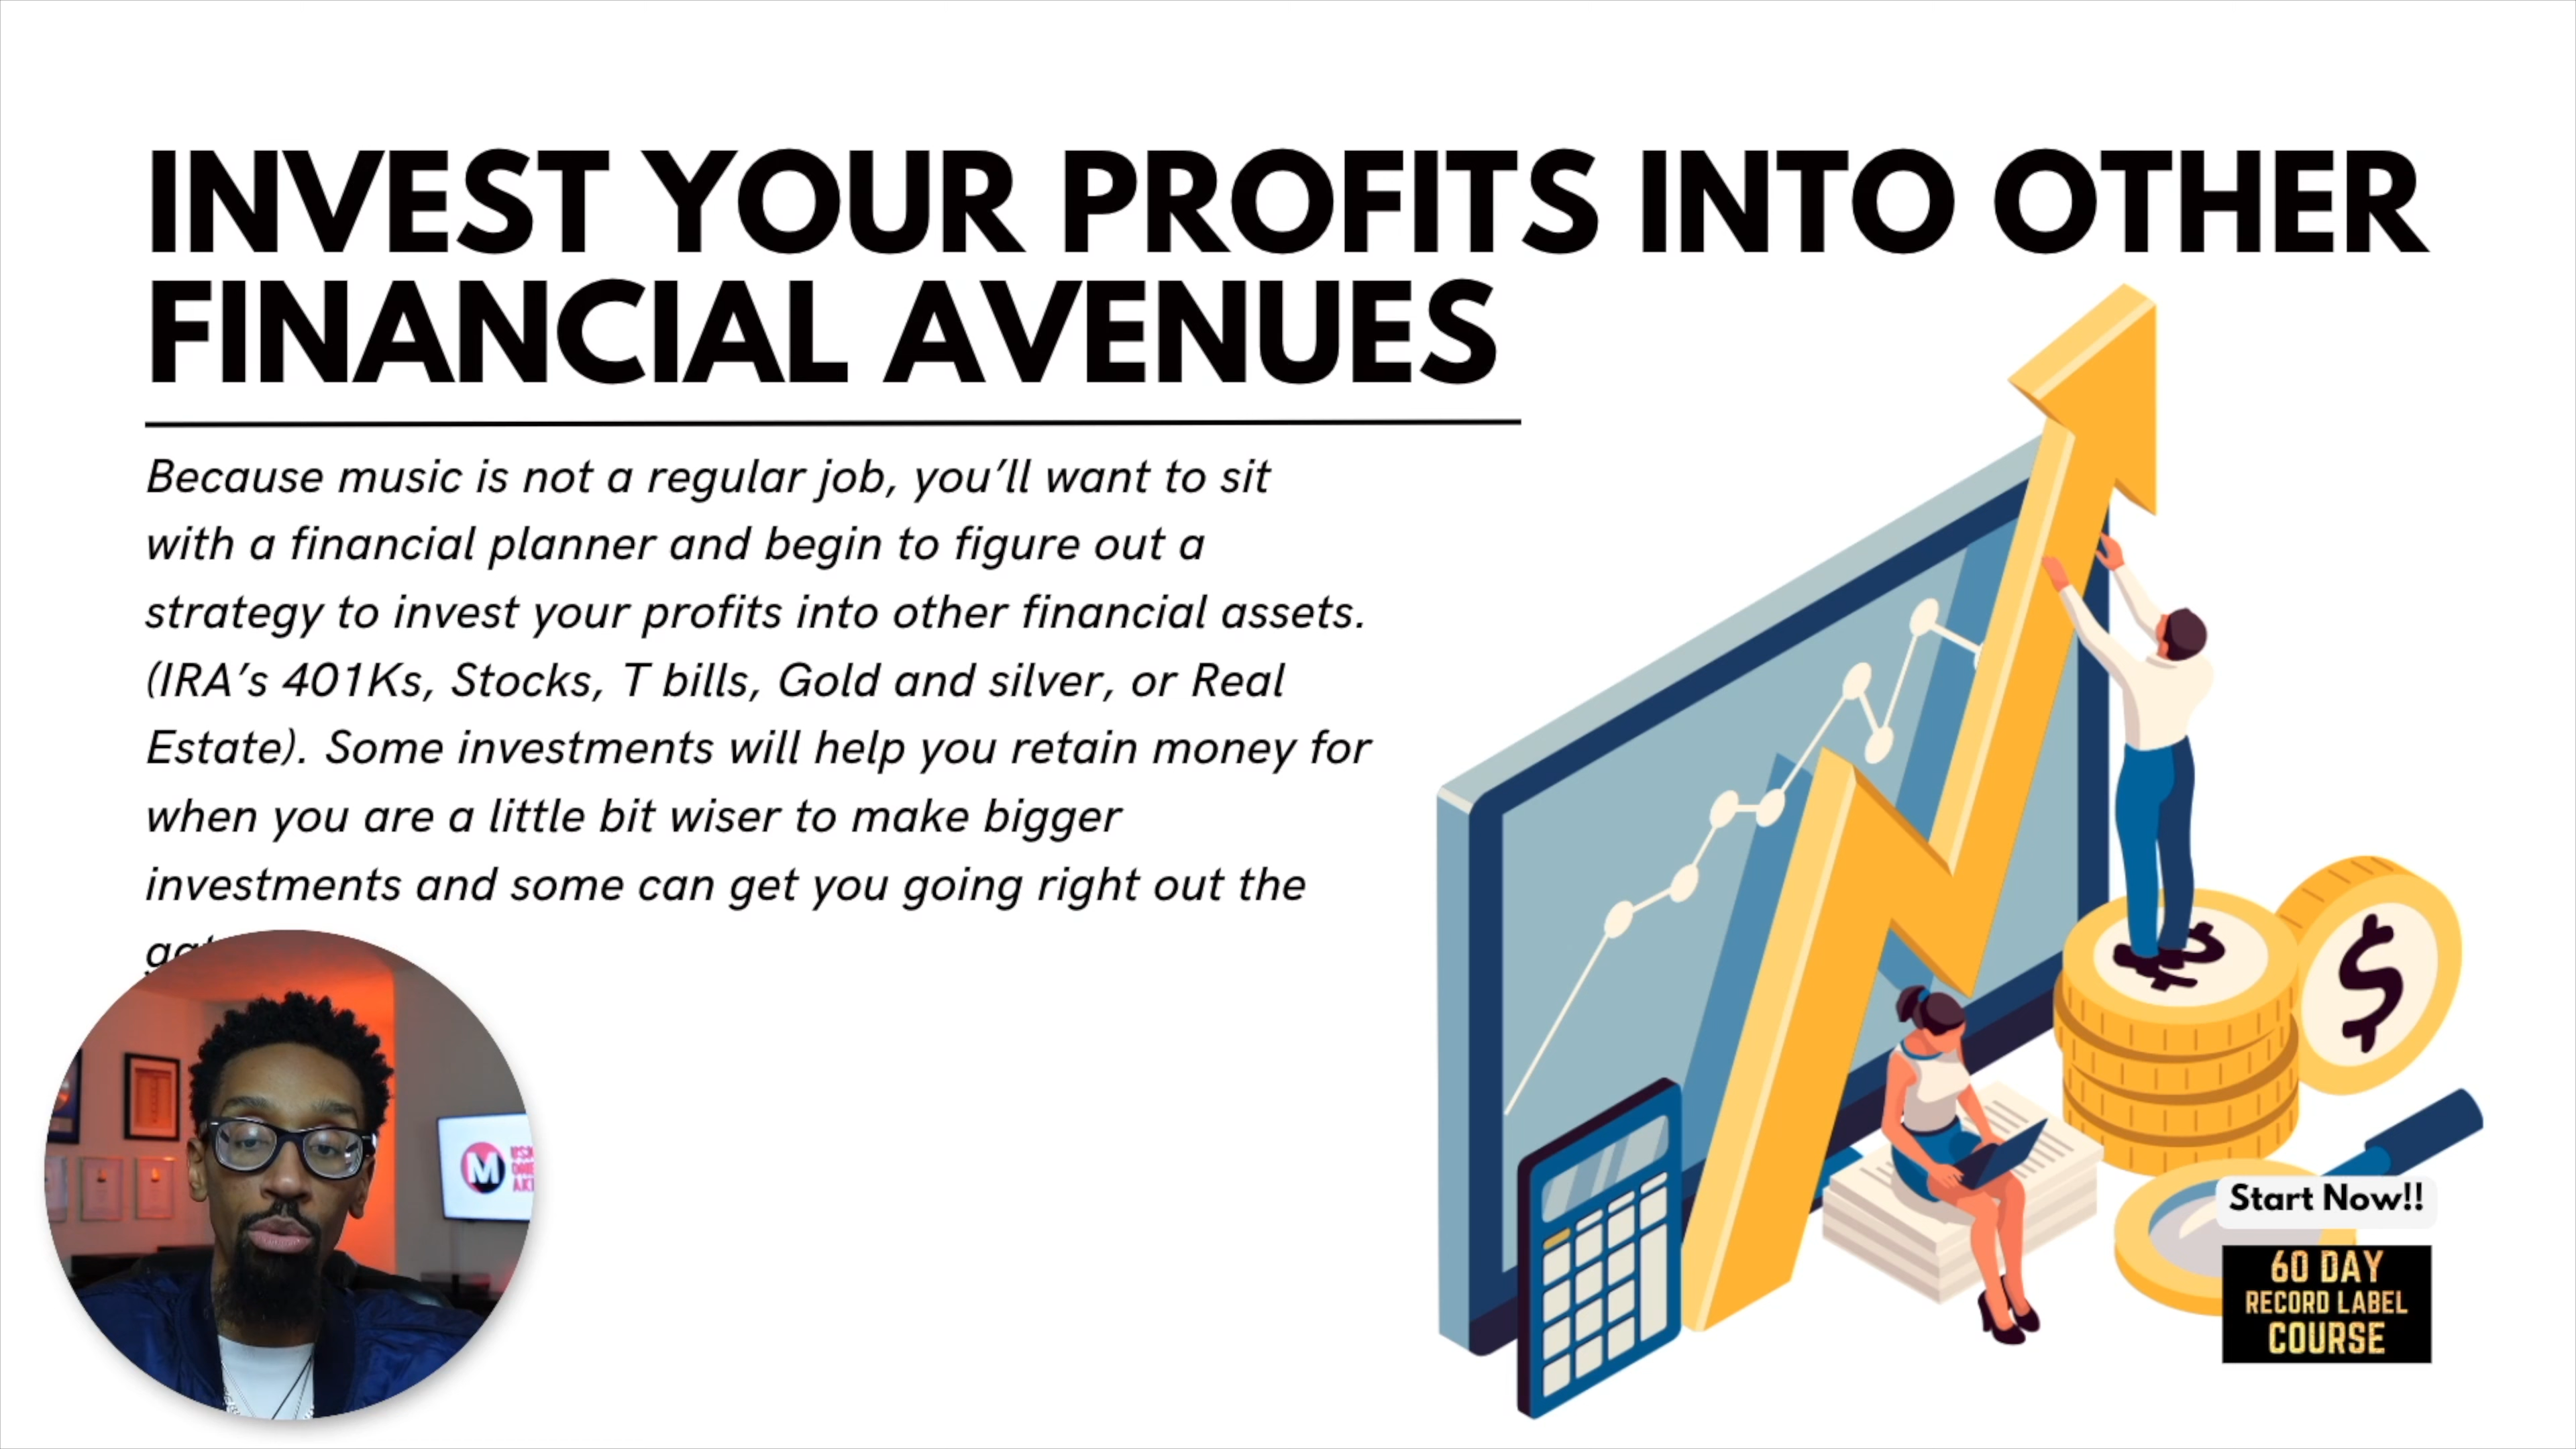 INVEST YOUR PROFITS INTO OTHER
FINANCIAL AVENUES
Because music is not a regular job, you’ll want to sit
with a financial planner and begin to figure out a
strategy to invest your profits into other financial assets.
(IRA’s 401Ks, Stocks, T bills, Gold and silver, or Real
Estate). Some investments will help you retain money for
when you are a little bit wiser to make bigger
investments and some can get you going right out the
$
$
M
Start Now!!
60 DAY
RECORD LABEL
COURSE